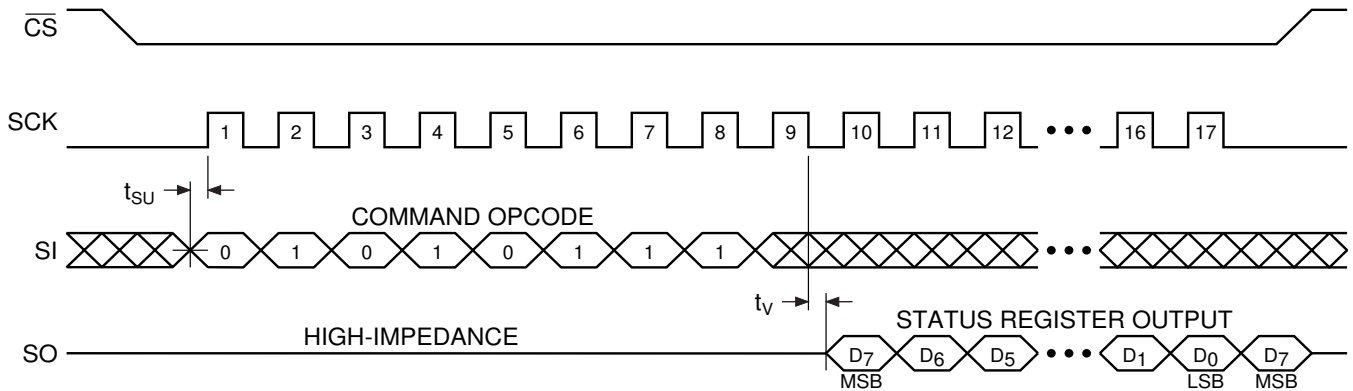 CS
SCK
1 2 3 4 5 6 7 8 9 10 11 12 ••• 16 17
tSU
COMMAND OPCODE
SI
0 1 0 1 0 1 1 1 •••
tV
HIGH-IMPEDANCE
STATUS REGISTER OUTPUT
SO
D7 D6 D5 ••• D1 D0 D7
MSB LSB MSB